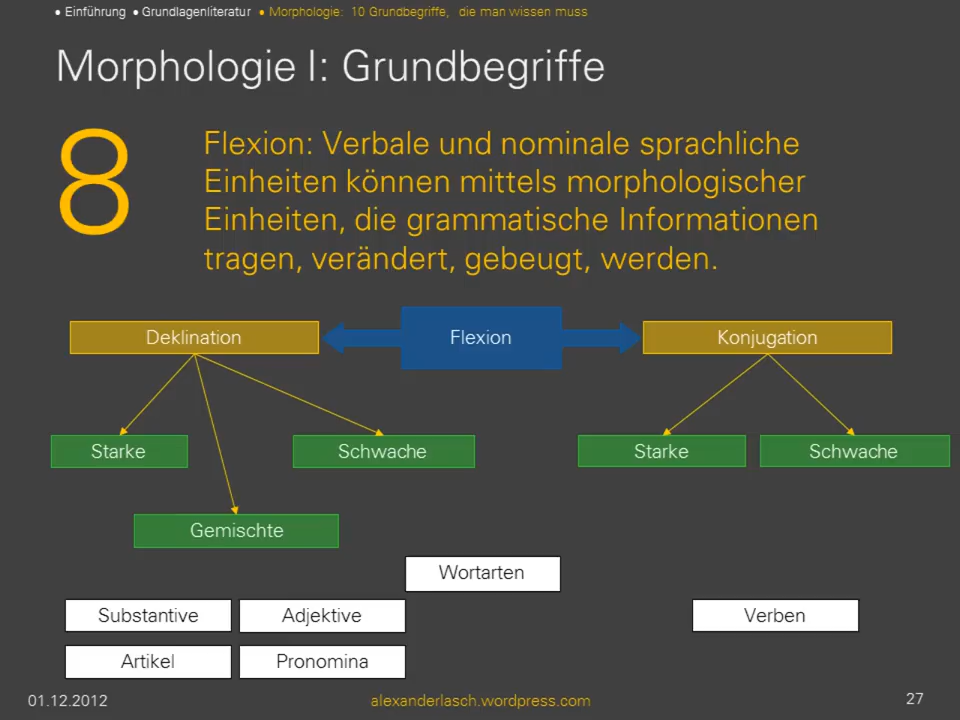 • Einführung • Grundlagenliteratur • Morphologie: 10 Grundbegriffe, die man wissen muss
Morphologie I: Grundbegriffe
8
Flexion: Verbale und nominale sprachliche
Einheiten können mittels morphologischer
Einheiten, die grammatische Informationen
tragen, verändert, gebeugt, werden.
Deklination
Flexion
Konjugation
Starke
Schwache
Starke
Schwache
Gemischte
Wortarten
Substantive
Adjektive
Verben
Artikel
Pronomina
01.12.2012
alexanderlasch.wordpress.com
27